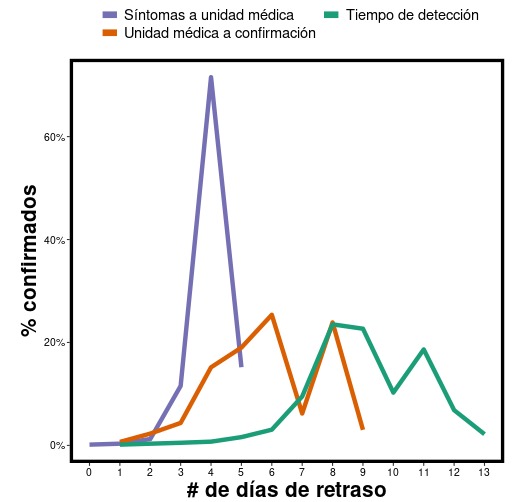 Síntomas a unidad médica
Tiempo de detección
Unidad médica a confirmación
60%
40%
20%
0%
% confirmados
0 1 2 3 4 5 6 7 8 9 10 11 12 13
# de días de retraso